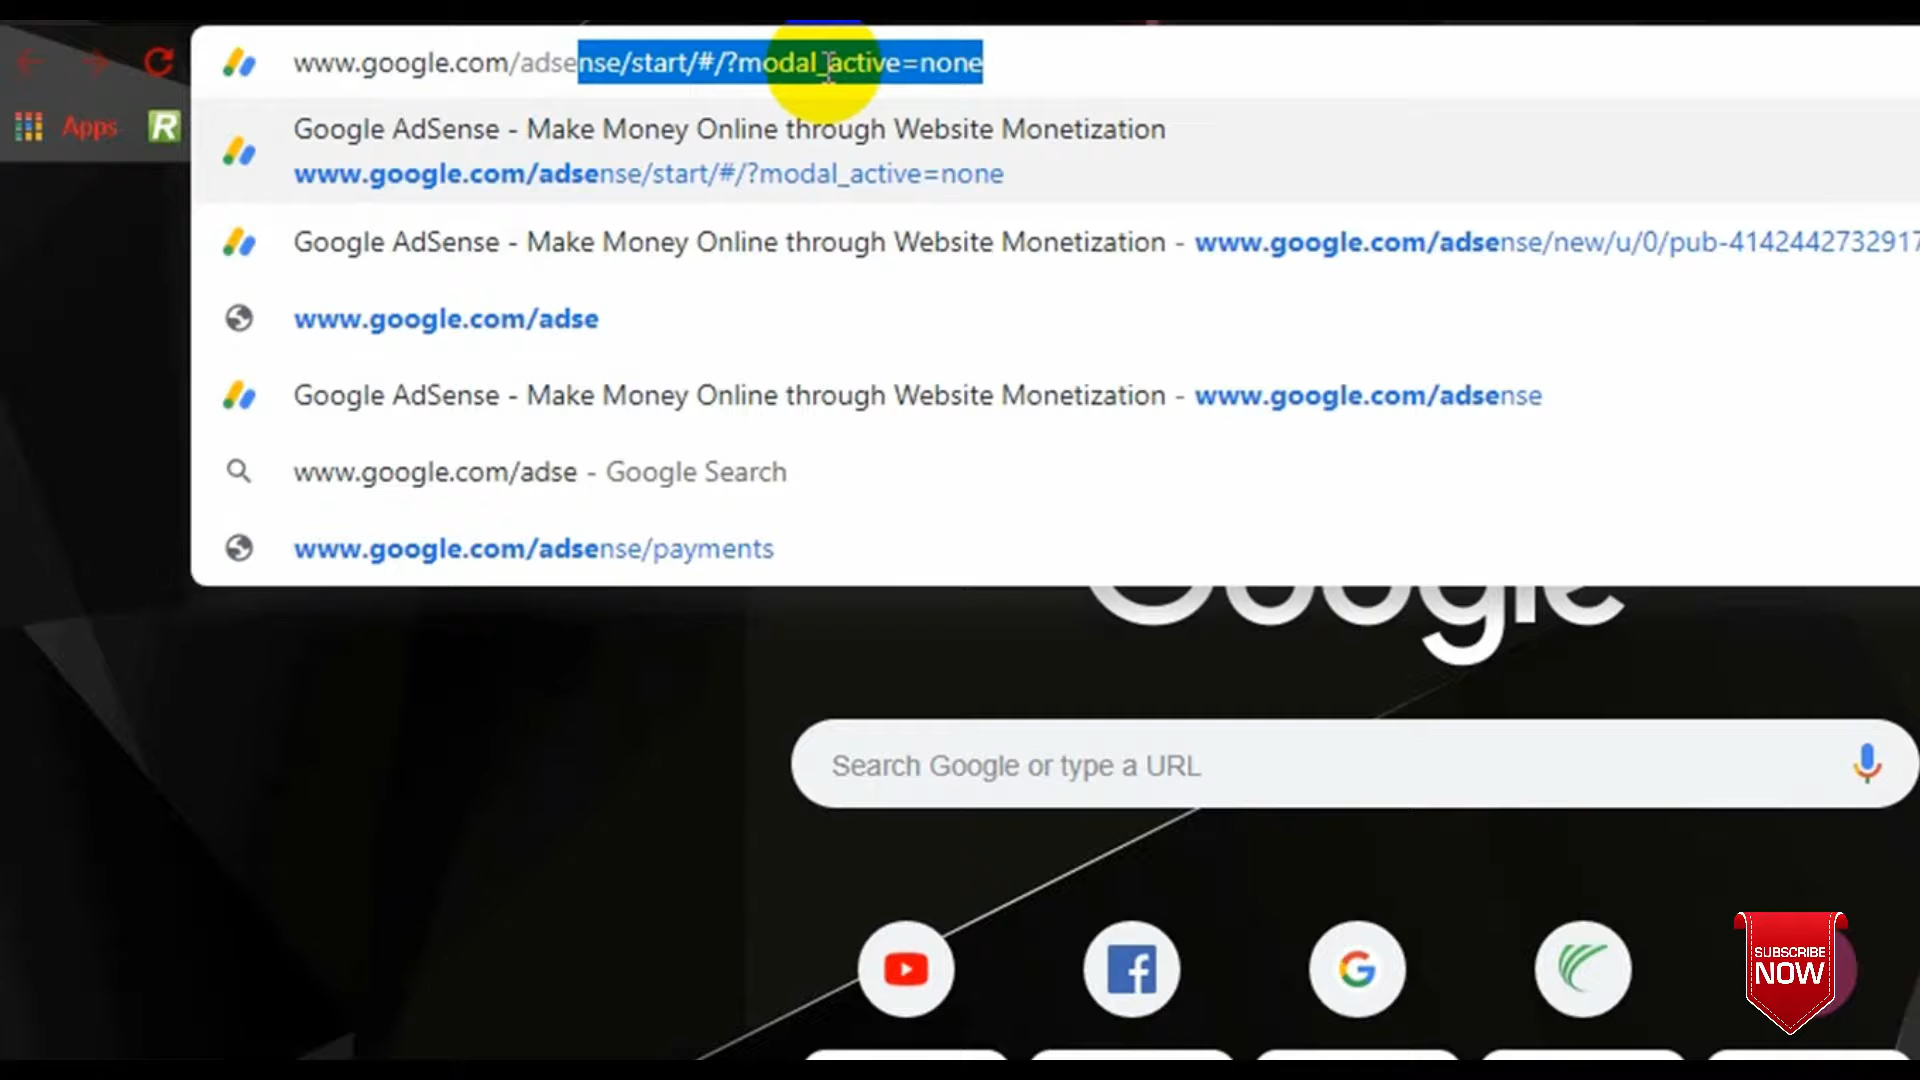 www.google.com/adsense/start/#/?modal_active=none
Apps
R
Google AdSense - Make Money Online through Website Monetization
www.google.com/adsense/start/#/?modal_active=none
Google AdSense - Make Money Online through Website Monetization - www.google.com/adsense/new/u/0/pub-4142442732917
www.google.com/adse
Google AdSense - Make Money Online through Website Monetization - www.google.com/adsense
www.google.com/adse - Google Search
www.google.com/adsense/payments
Google
Search Google or type a URL
SUBSCRIBE
NOW